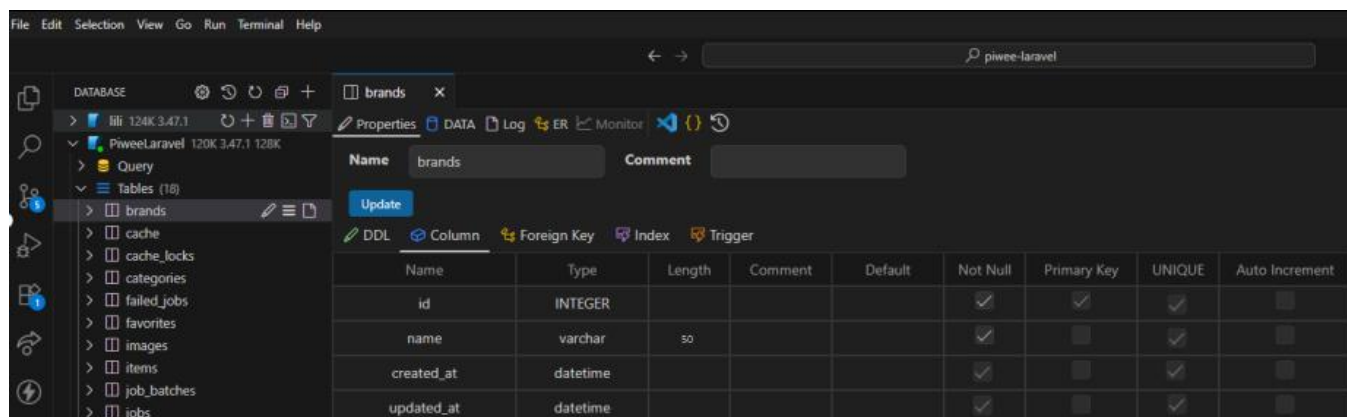 File Edit Selection View Go Run Terminal Help
piwee-laravel
DATABASE
lili 124K 3.47.1
PiweeLaravel 120K 3.47.1 128K
Query
Tables (18)
brands
cache
cache_locks
categories
failed_jobs
favorites
images
items
job_batches
jobs
5
1
brands
Properties DATA Log ER Monitor
Name brands Comment
Update
DDL Column Foreign Key Index Trigger
Name Type Length Comment Default Not Null Primary Key UNIQUE Auto Increment
id INTEGER
name varchar 50
created_at datetime
updated_at datetime